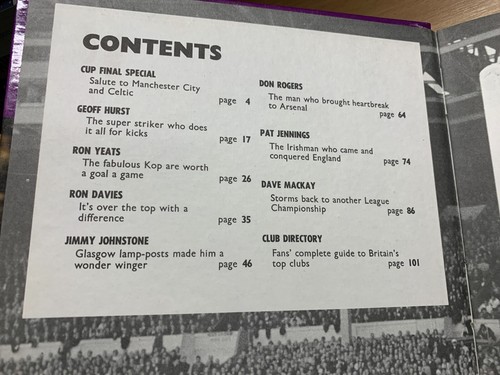 CONTENTS
CUP FINAL SPECIAL
Salute to Manchester City
and Celtic
page 4
GEOFF HURST
The super striker who does
it all for kicks
page 17
RON YEATS
The fabulous Kop are worth
a goal a game
page 26
RON DAVIES
It's over the top with a
difference
page 35
JIMMY JOHNSTONE
Glasgow lamp-posts made him a
wonder winger
page 46
DON ROGERS
The man who brought heartbreak
to Arsenal
page 64
PAT JENNINGS
The Irishman who came and
conquered England
page 74
DAVE MACKAY
Storms back to another League
Championship
page 86
CLUB DIRECTORY
Fans' complete guide to Britain's
top clubs
page 101